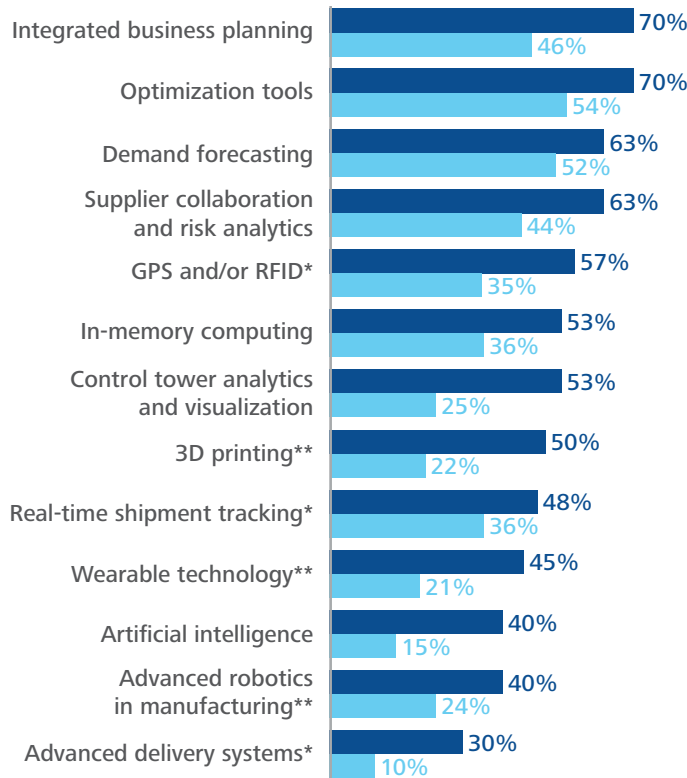 Integrated business planning
70%
46%
Optimization tools
70%
54%
Demand forecasting
63%
52%
Supplier collaboration
and risk analytics
63%
44%
GPS and/or RFID*
57%
35%
In-memory computing
53%
36%
Control tower analytics
and visualization
53%
25%
3D printing**
50%
22%
Real-time shipment tracking*
48%
36%
Wearable technology**
45%
21%
Artificial intelligence
40%
15%
Advanced robotics
in manufacturing**
40%
24%
Advanced delivery systems*
30%
10%